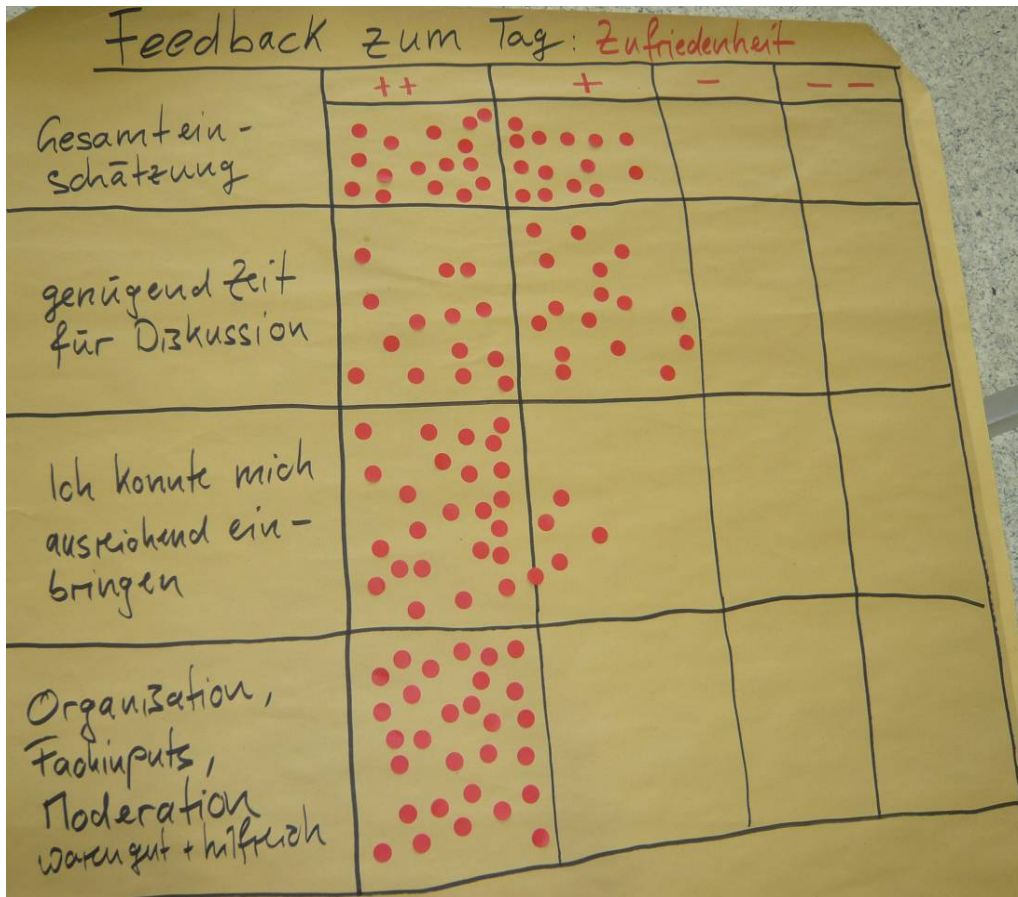 Feedback zum Tag: Zufriedenheit
++ + - --
Gesamtein-
schätzung
genügend Zeit
für Diskussion
Ich konnte mich
ausreichend ein-
bringen
Organisation,
Fachinputs,
Moderation
waren gut + hilfreich